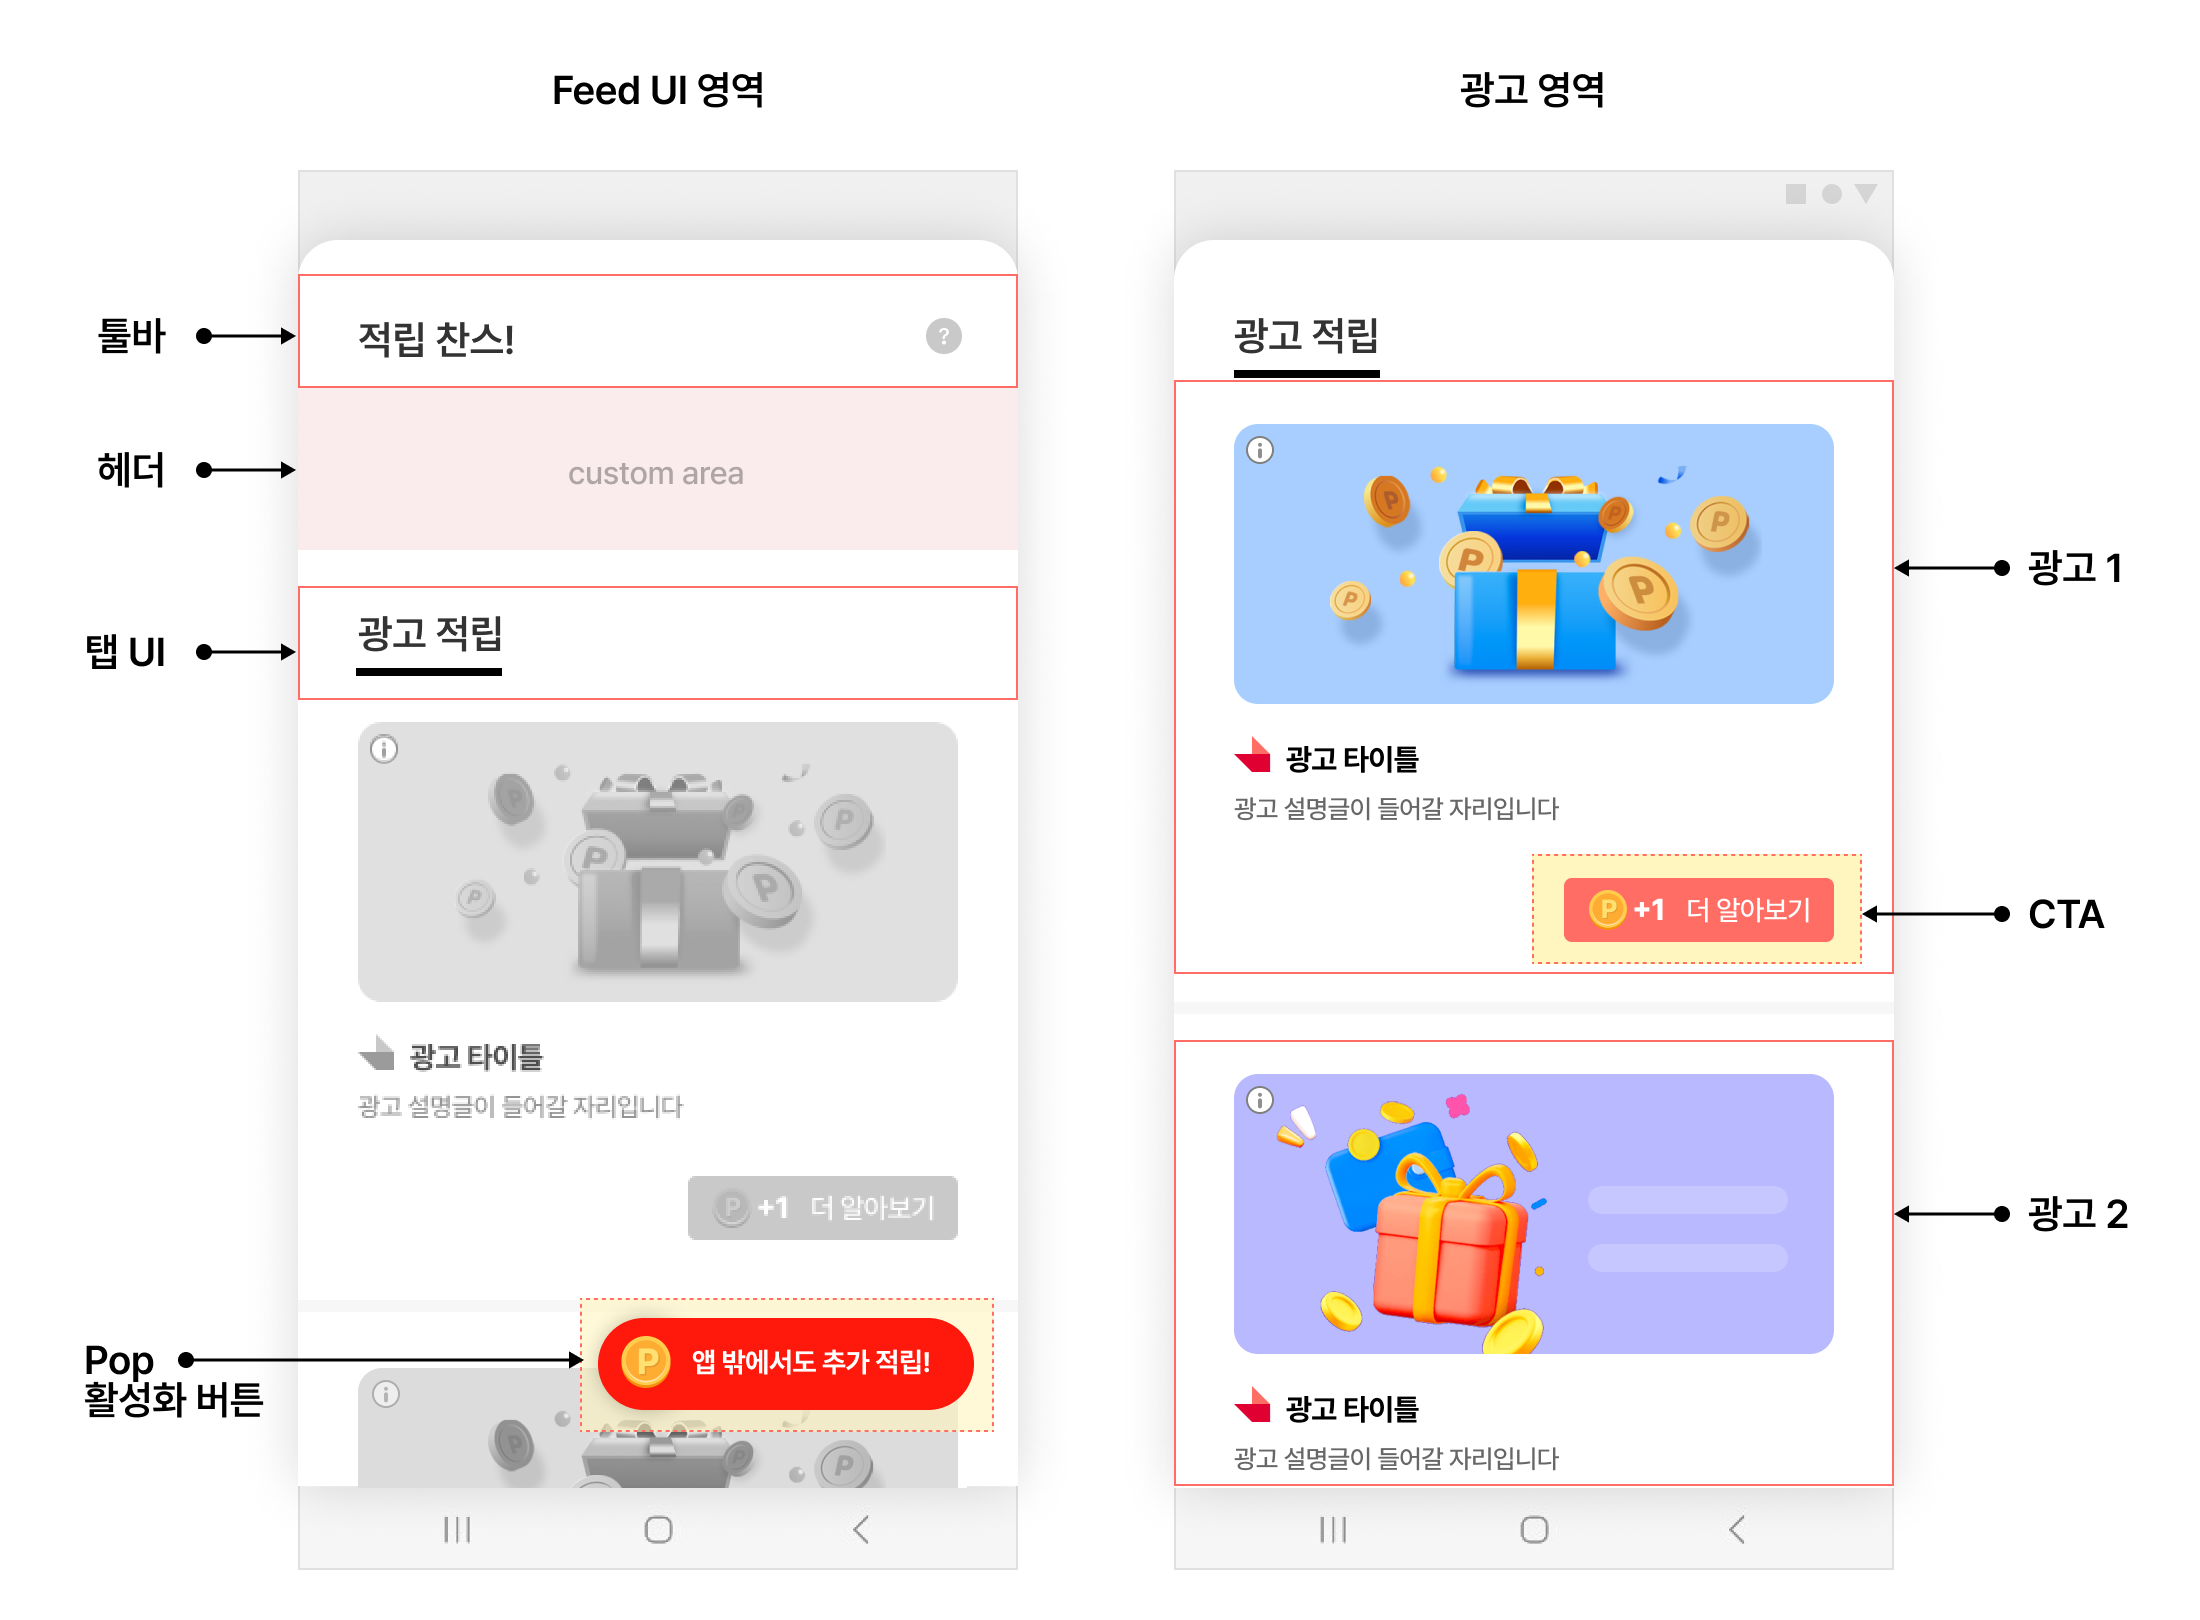 Feed UI 영역
툴바
적립 찬스!
?
헤더
custom area
탭 UI
광고 적립
광고 타이틀
광고 설명글이 들어갈 자리입니다
P +1 더 알아보기
Pop
활성화 버튼
P 앱 밖에서도 추가 적립!
광고 영역
광고 적립
광고 1
광고 타이틀
광고 설명글이 들어갈 자리입니다
P +1 더 알아보기
CTA
광고 2
광고 타이틀
광고 설명글이 들어갈 자리입니다